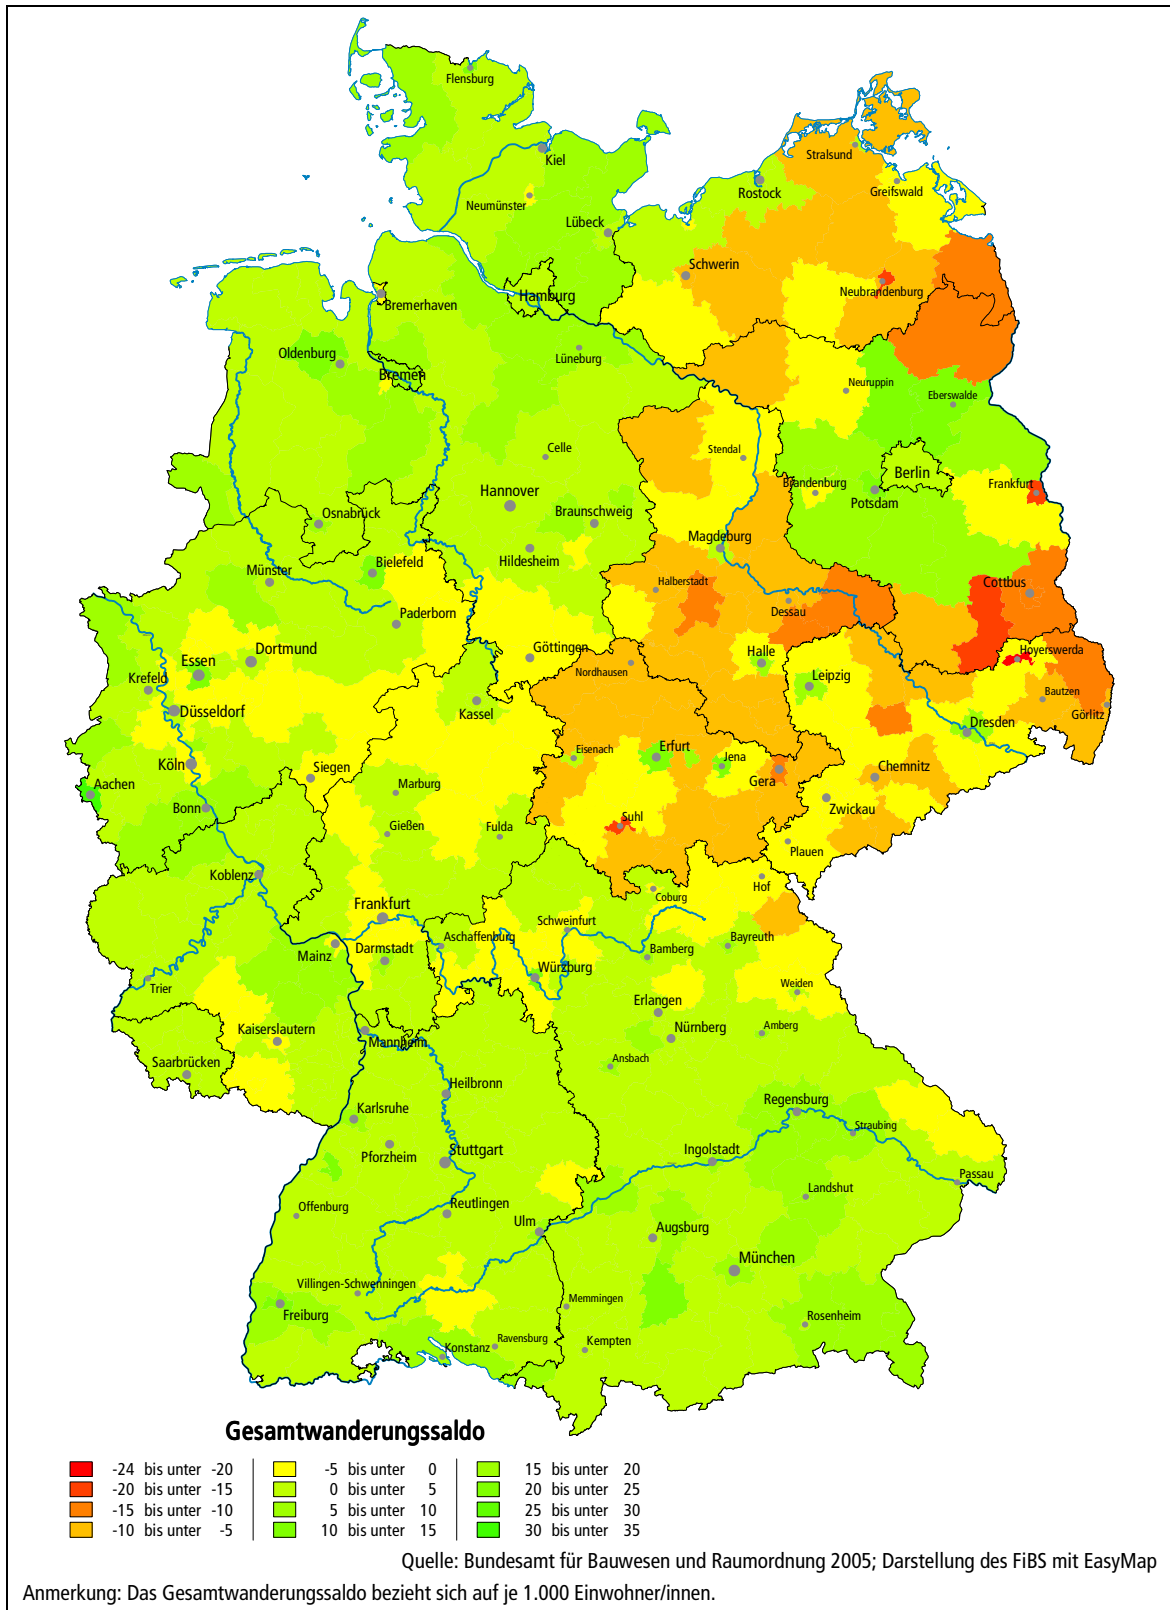 Flensburg
Kiel
Neumünster
Lübeck
Stralsund
Greifswald
Rostock
Schwerin
Neubrandenburg
Hamburg
Bremerhaven
Lüneburg
Oldenburg
Bremen
Neuruppin
Eberswalde
Celle
Stendal
Berlin
Hannover
Brandenburg
Frankfurt
Potsdam
Osnabrück
Braunschweig
Magdeburg
Hildesheim
Bielefeld
Münster
Halberstadt
Cottbus
Dessau
Paderborn
Dortmund
Göttingen
Halle
Hoyerswerda
Essen
Nordhausen
Krefeld
Leipzig
Bautzen
Düsseldorf
Kassel
Görlitz
Dresden
Eisenach
Erfurt
Jena
Köln
Siegen
Gera
Chemnitz
Aachen
Marburg
Bonn
Zwickau
Gießen
Fulda
Suhl
Plauen
Koblenz
Hof
Coburg
Frankfurt
Schweinfurt
Aschaffenburg
Bayreuth
Mainz
Darmstadt
Bamberg
Würzburg
Trier
Weiden
Erlangen
Kaiserslautern
Nürnberg
Amberg
Mannheim
Saarbrücken
Ansbach
Heilbronn
Karlsruhe
Regensburg
Straubing
Pforzheim
Stuttgart
Ingolstadt
Passau
Landshut
Offenburg
Reutlingen
Ulm
Augsburg
München
Villingen-Schwenningen
Memmingen
Freiburg
Rosenheim
Konstanz
Ravensburg
Kempten
Gesamtwanderungssaldo
-24 bis unter -20
-20 bis unter -15
-15 bis unter -10
-10 bis unter -5
-5 bis unter 0
0 bis unter 5
5 bis unter 10
10 bis unter 15
15 bis unter 20
20 bis unter 25
25 bis unter 30
30 bis unter 35
Quelle: Bundesamt für Bauwesen und Raumordnung 2005; Darstellung des FiBS mit EasyMap
Anmerkung: Das Gesamtwanderungssaldo bezieht sich auf je 1.000 Einwohner/innen.